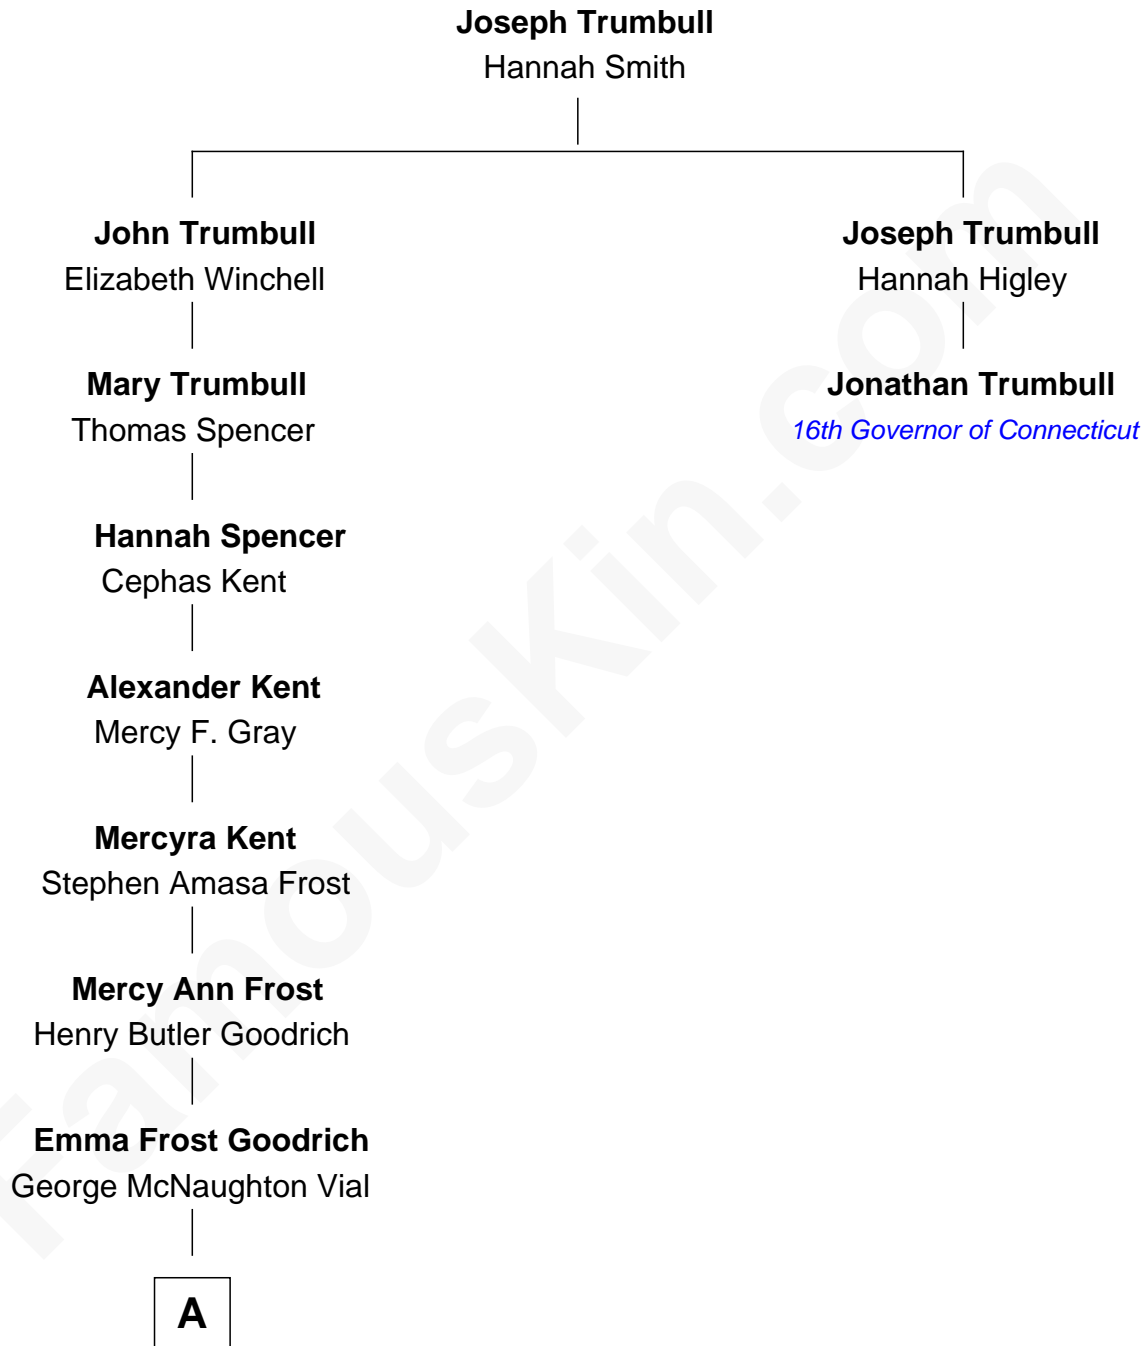 Joseph Trumbull
Hannah Smith
John Trumbull
Elizabeth Winchell
Joseph Trumbull
Hannah Higley
Mary Trumbull
Thomas Spencer
Jonathan Trumbull
16th Governor of Connecticut
Hannah Spencer
Cephas Kent
Alexander Kent
Mercy F. Gray
Mercyra Kent
Stephen Amasa Frost
Mercy Ann Frost
Henry Butler Goodrich
Emma Frost Goodrich
George McNaughton Vial
A
FamousKin.com